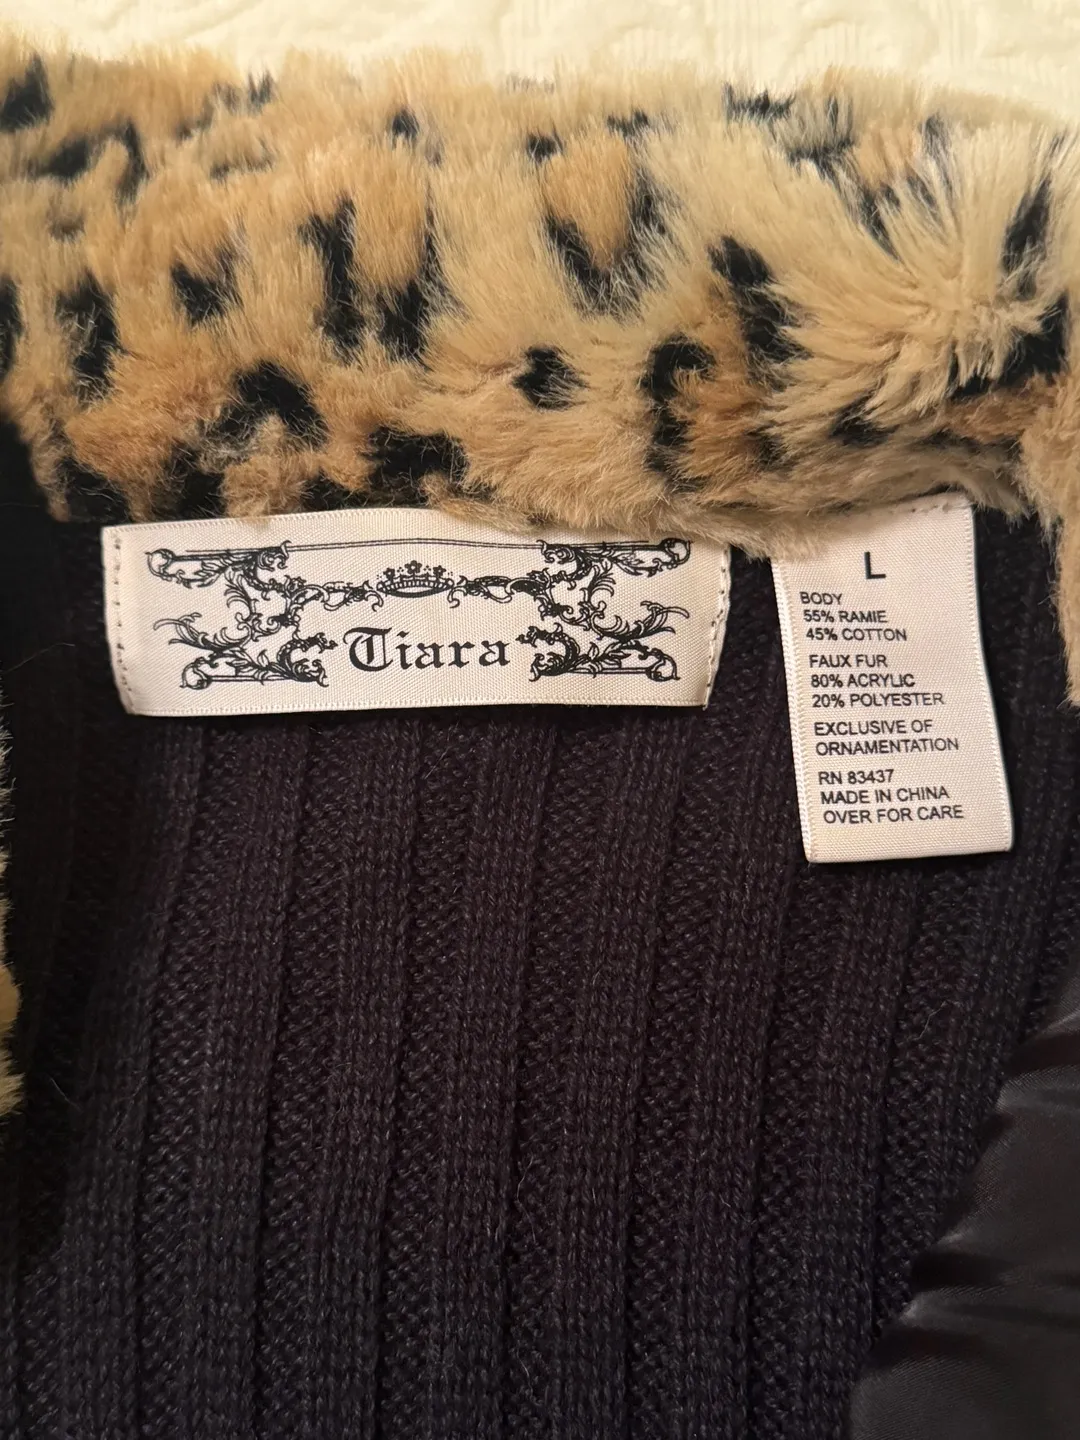 Tiara
L
BODY
55% RAMIE
45% COTTON
FAUX FUR
80% ACRYLIC
20% POLYESTER
EXCLUSIVE OF
ORNAMENTATION
RN 83437
MADE IN CHINA
OVER FOR CARE